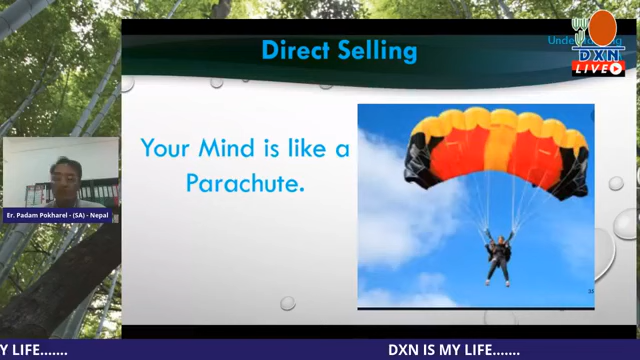 Direct Selling
DXN
LIVE
Your Mind is like a
Parachute.
Er. Padam Pokharel - (SA) - Nepal
Y LIFE.......
DXN IS MY LIFE.......